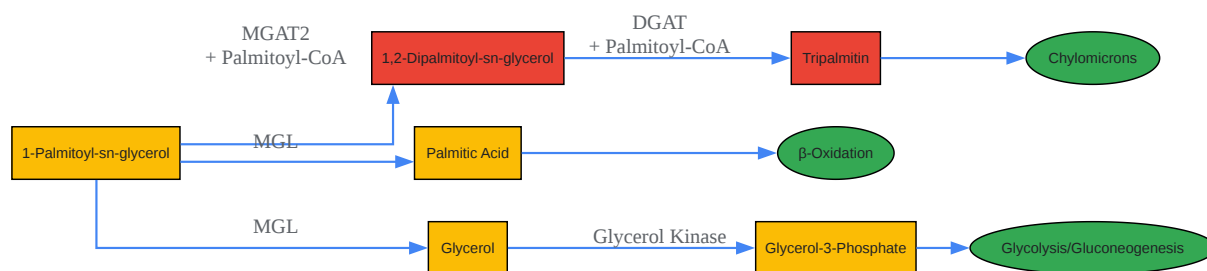 MGAT2
+ Palmitoyl-CoA
DGAT
+ Palmitoyl-CoA
1,2-Dipalmitoyl-sn-glycerol
Tripalmitin
Chylomicrons
1-Palmitoyl-sn-glycerol
MGL
Palmitic Acid
β-Oxidation
MGL
Glycerol
Glycerol Kinase
Glycerol-3-Phosphate
Glycolysis/Gluconeogenesis